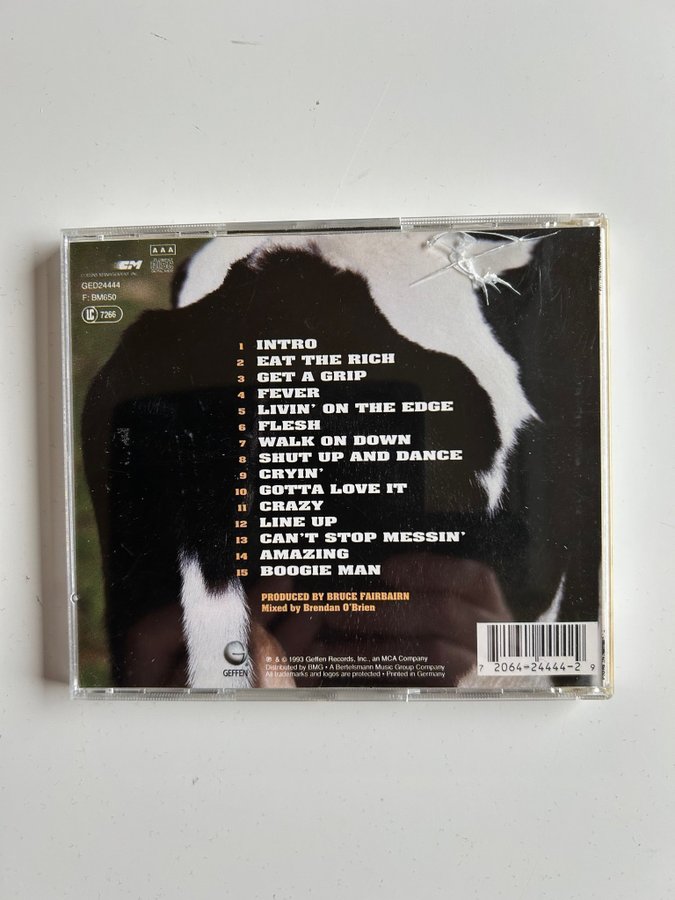 AAA
GED24444
F: BM650
LC 7266
1 INTRO
2 EAT THE RICH
3 GET A GRIP
4 FEVER
5 LIVIN' ON THE EDGE
6 FLESH
7 WALK ON DOWN
8 SHUT UP AND DANCE
9 CRYIN'
10 GOTTA LOVE IT
11 CRAZY
12 LINE UP
13 CAN'T STOP MESSIN'
14 AMAZING
15 BOOGIE MAN
PRODUCED BY BRUCE FAIRBAIRN
Mixed by Brendan O'Brien
GEFFEN
℗ & © 1993 Geffen Records, Inc., an MCA Company
Distributed by BMG • A Bertelsmann Music Group Company
All trademarks and logos are protected • Printed in Germany
7 2064-24444-2 9